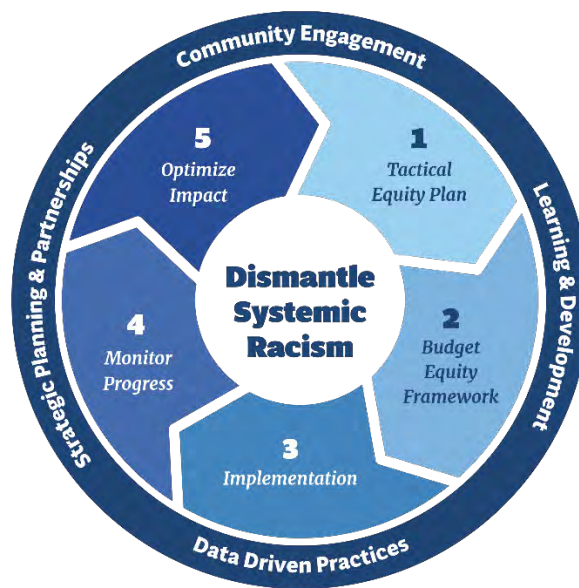 Community Engagement
5
Optimize
Impact
1
Tactical
Equity Plan
Strategic Planning & Partnerships
Learning & Development
Dismantle
Systemic
Racism
4
Monitor
Progress
2
Budget
Equity
Framework
3
Implementation
Data Driven Practices